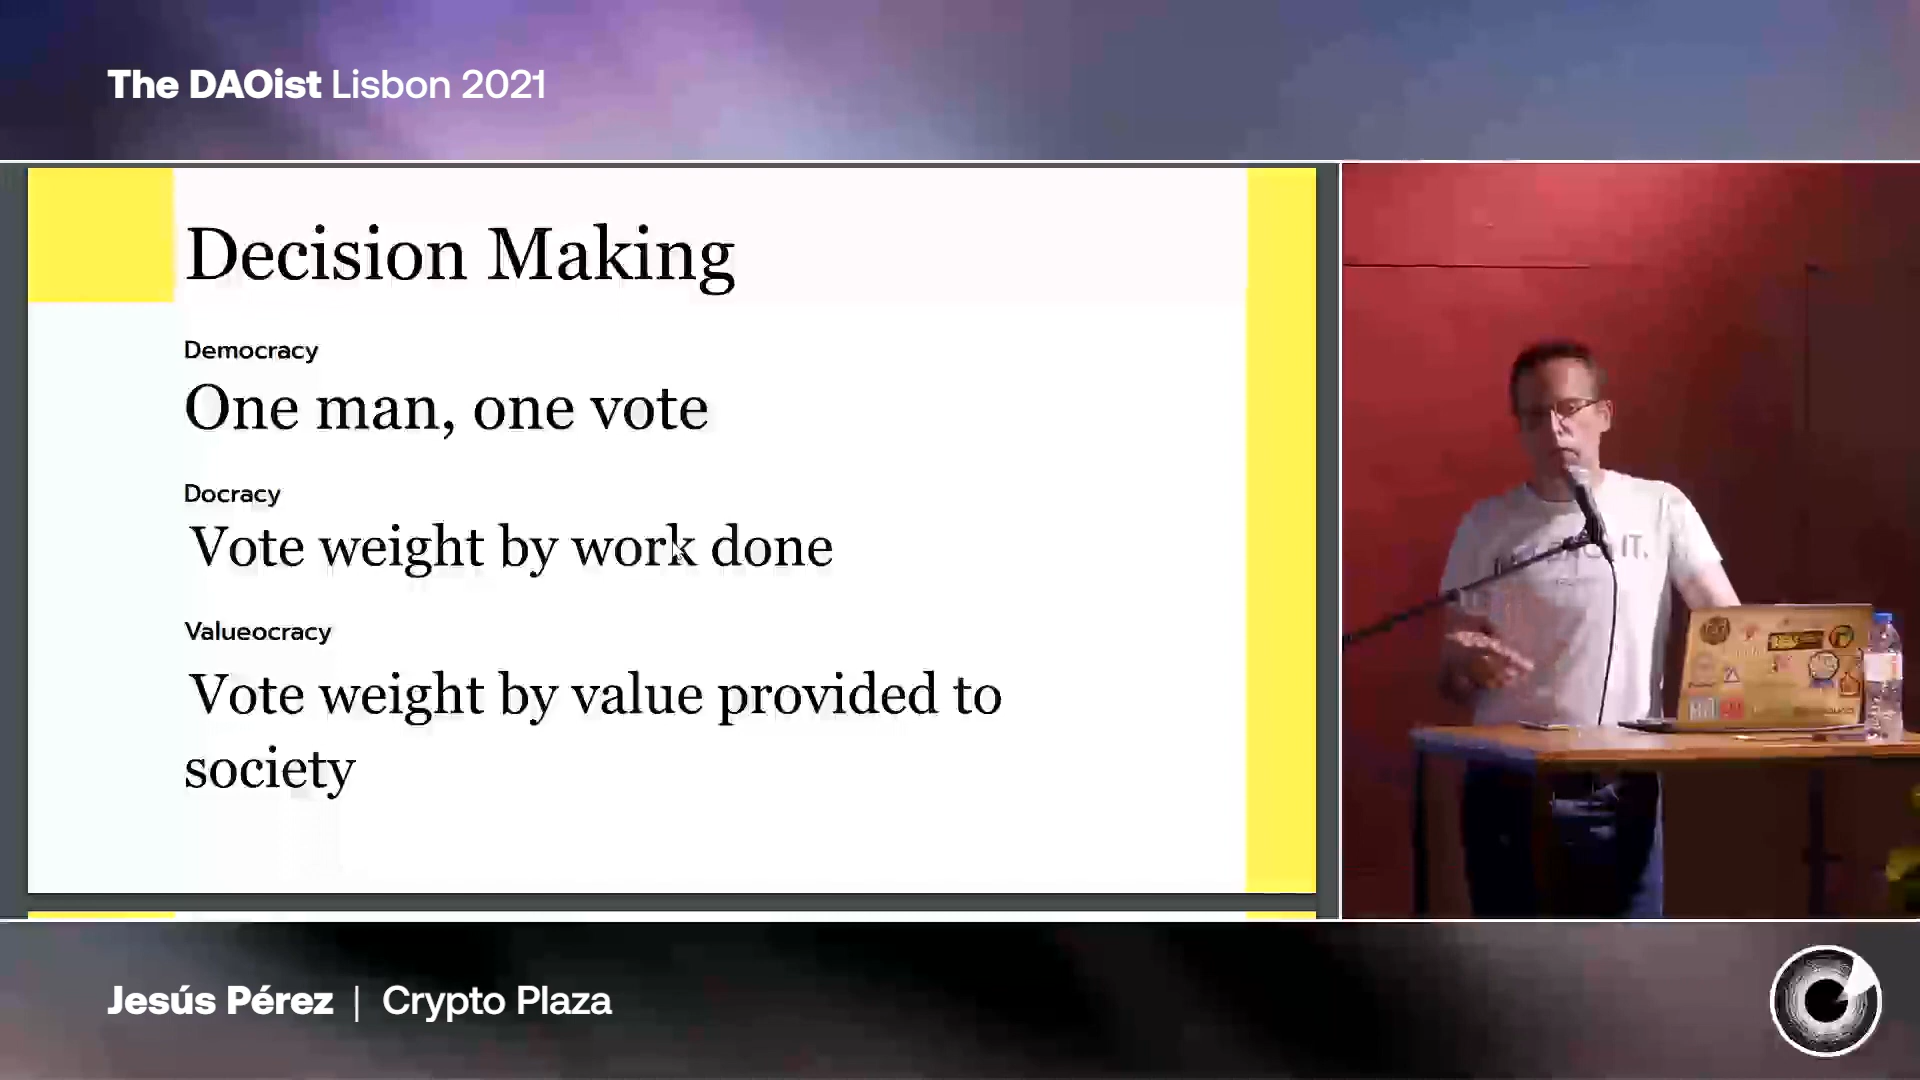 The DAOist Lisbon 2021
Decision Making
Democracy
One man, one vote
Docracy
Vote weight by work done
Valueocracy
Vote weight by value provided to
society
IT.
Jesús Pérez | Crypto Plaza